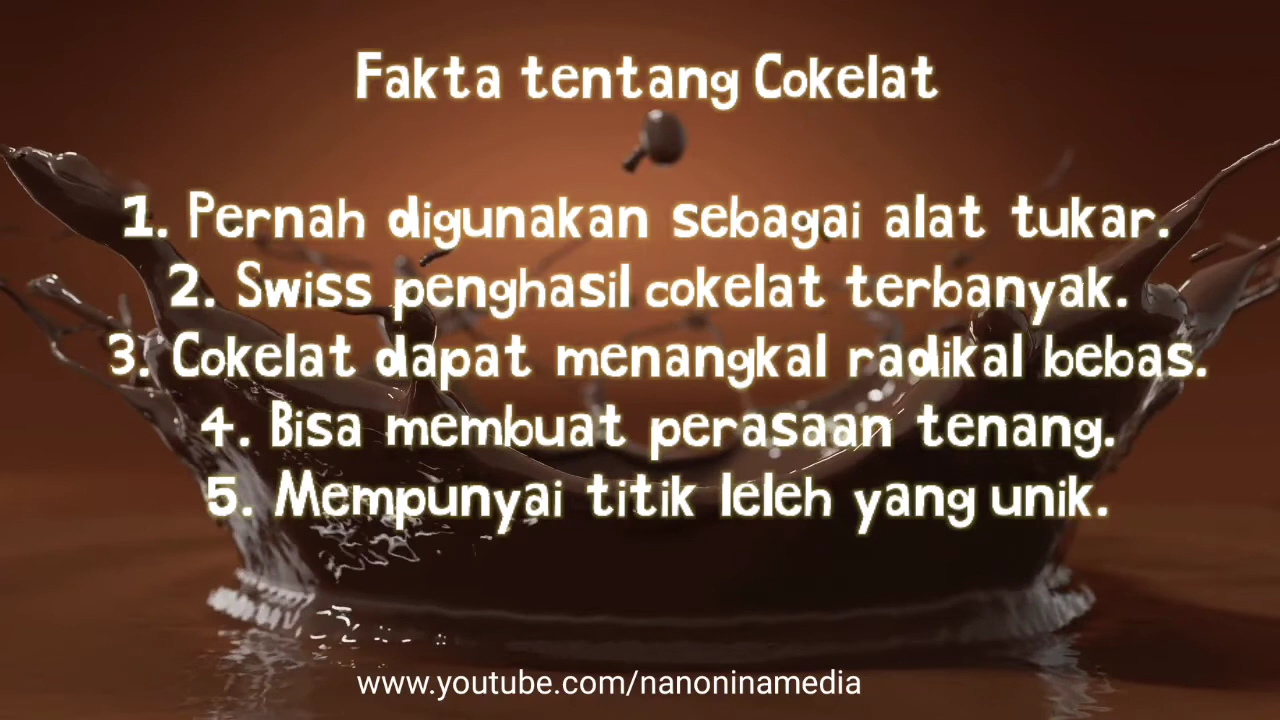 Fakta tentang Cokelat
1. Pernah digunakan sebagai alat tukar.
2. Swiss penghasil cokelat terbanyak.
3. Cokelat dapat menangkal radikal bebas.
4. Bisa membuat perasaan tenang.
5. Mempunyai titik leleh yang unik.
www.youtube.com/nanoninamedia